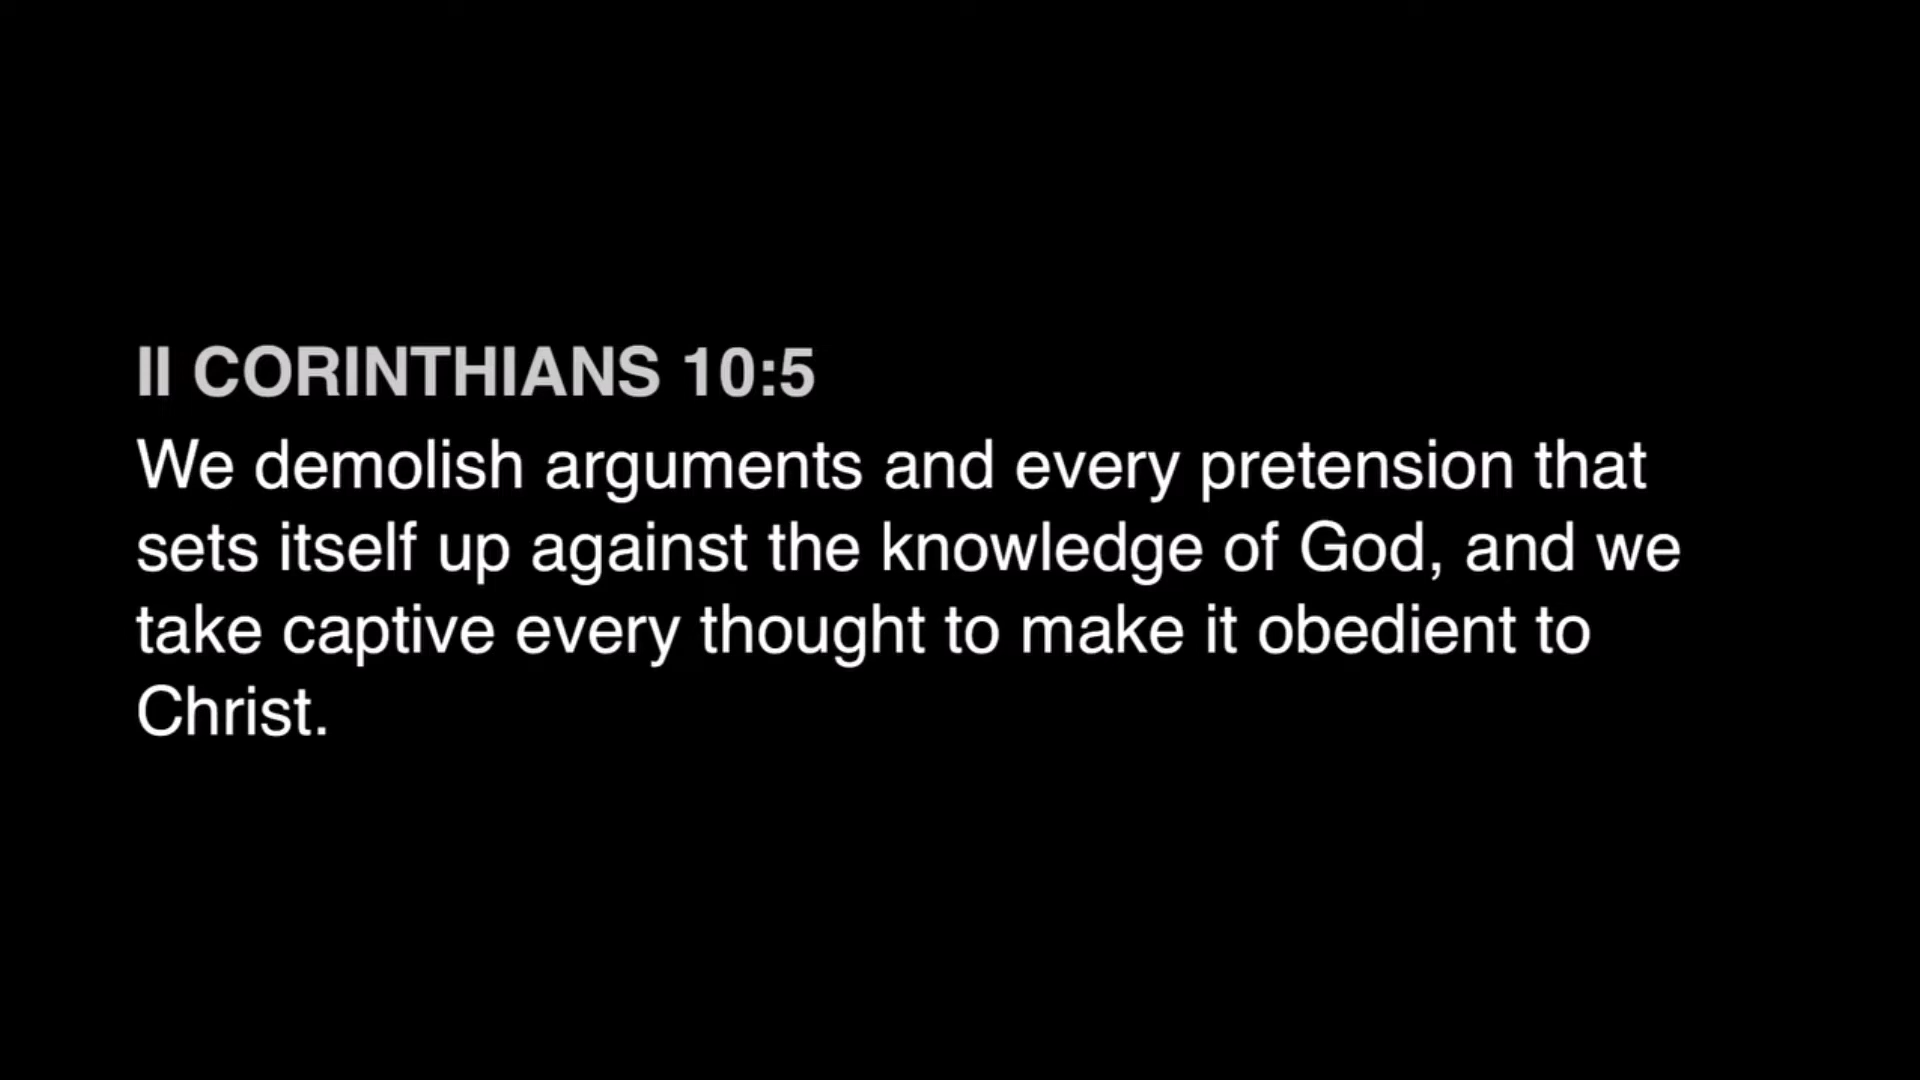 II CORINTHIANS 10:5
We demolish arguments and every pretension that
sets itself up against the knowledge of God, and we
take captive every thought to make it obedient to
Christ.